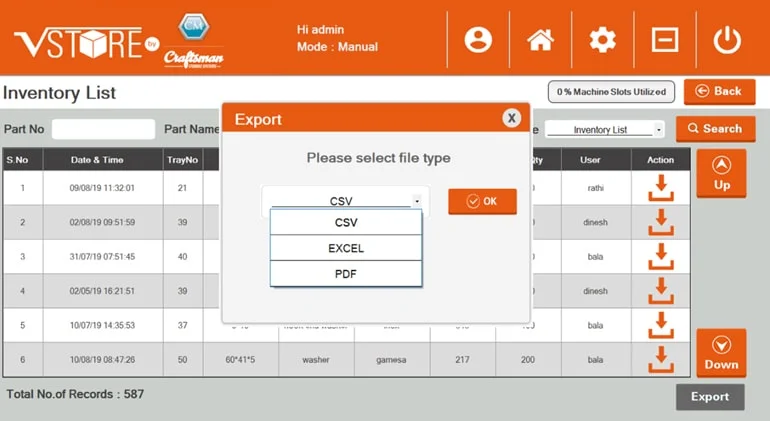 VSTORE by
CM
Craftsman
STORAGE SYSTEMS
Hi admin
Mode : Manual
Inventory List
0 % Machine Slots Utilized
Back
Part No
Part Name
Inventory List
Search
Export
X
Please select file type
CSV
OK
CSV
EXCEL
PDF
S.No Date & Time TrayNo Qty User Action
1 09/08/19 11:32:01 21 rathi
2 02/08/19 09:51:59 39 dinesh
3 31/07/19 07:51:45 40 bala
4 02/05/19 16:21:51 39 dinesh
5 10/07/19 14:35:53 37 bala
6 10/08/19 08:47:26 50 60*41*5 washer gamesa 217 200 bala
Up
Down
Total No.of Records : 587
Export